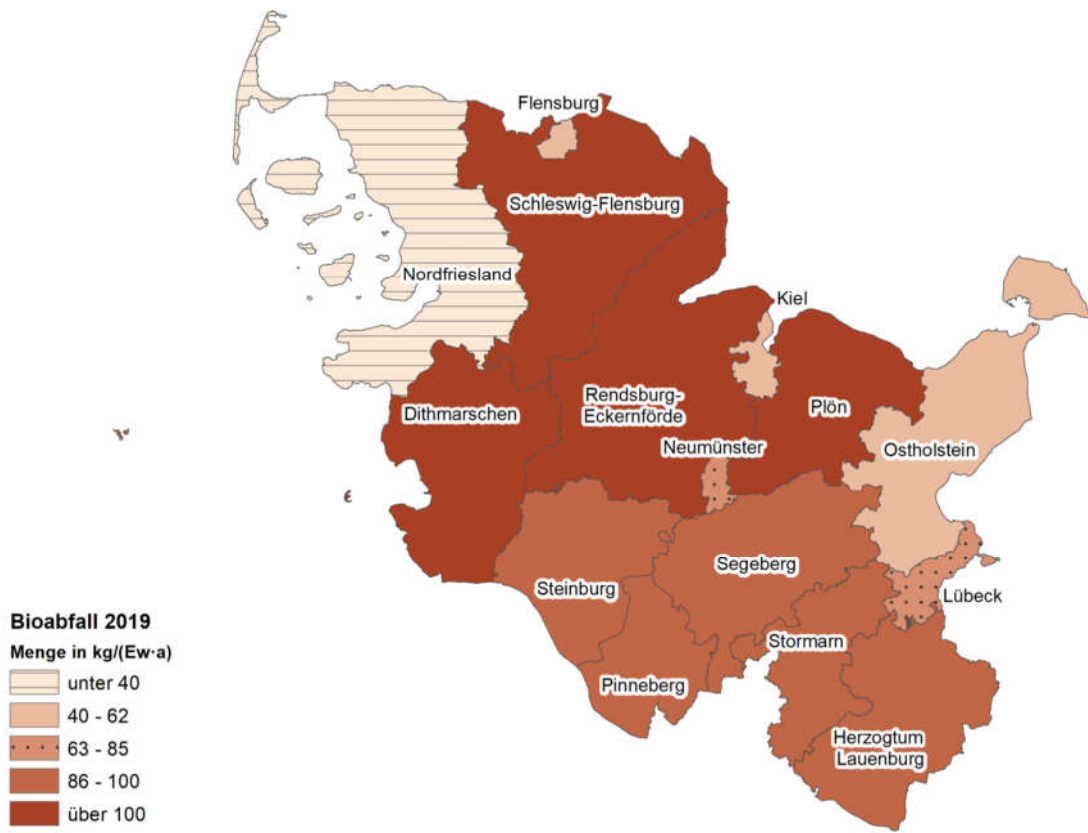 Flensburg
Schleswig-Flensburg
Nordfriesland
Kiel
Rendsburg-
Eckernförde
Dithmarschen
Plön
Neumünster
Ostholstein
Segeberg
Steinburg
Lübeck
Stormarn
Pinneberg
Herzogtum
Lauenburg
Bioabfall 2019
Menge in kg/(Ew·a)
unter 40
40 - 62
63 - 85
86 - 100
über 100